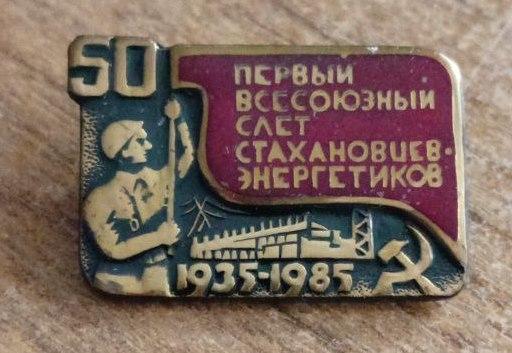 50
ПЕРВЫЙ
ВСЕСОЮЗНЫЙ
СЛЕТ
СТАХАНОВЦЕВ-
ЭНЕРГЕТИКОВ
1935-1985